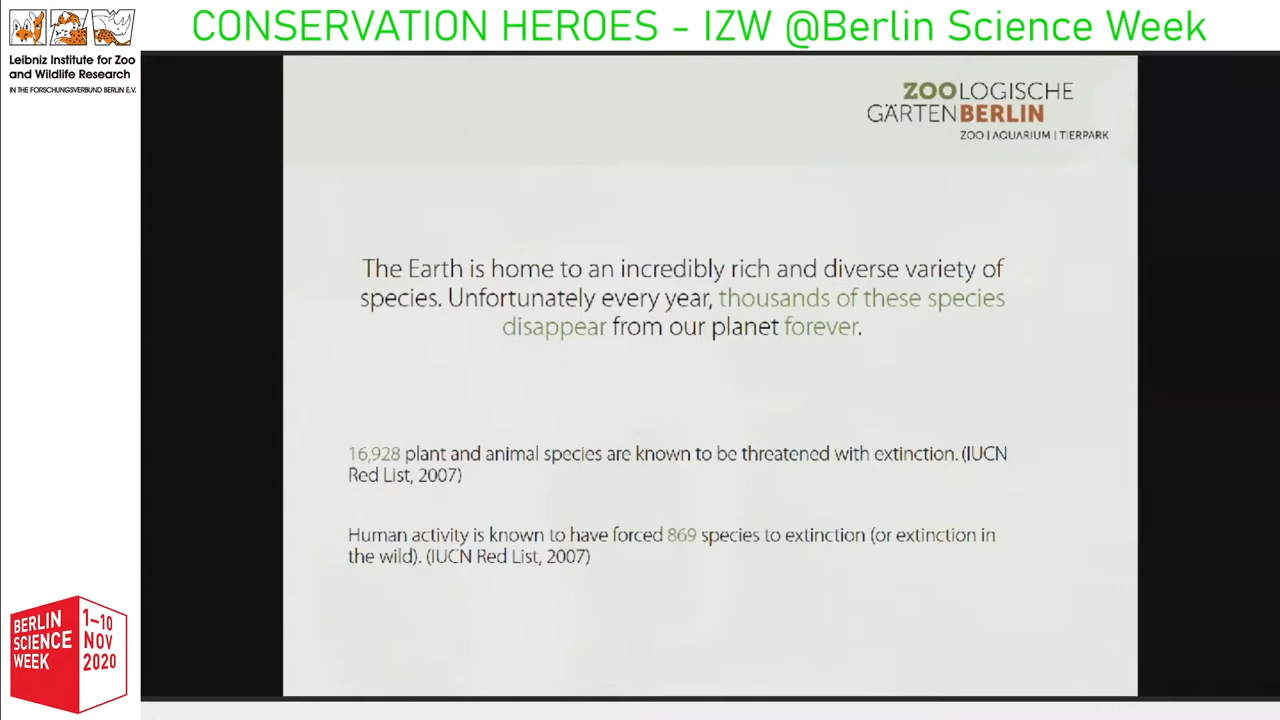 CONSERVATION HEROES - IZW @Berlin Science Week
Leibniz Institute for Zoo
and Wildlife Research
IN THE FORSCHUNGSVERBUND BERLIN E.V.
ZOOLOGISCHE
GÄRTENBERLIN
ZOO | AQUARIUM | TIERPARK
The Earth is home to an incredibly rich and diverse variety of
species. Unfortunately every year, thousands of these species
disappear from our planet forever.
16,928 plant and animal species are known to be threatened with extinction. (IUCN
Red List, 2007)
Human activity is known to have forced 869 species to extinction (or extinction in
the wild). (IUCN Red List, 2007)
BERLIN
SCIENCE
WEEK
1–10
NOV
2020